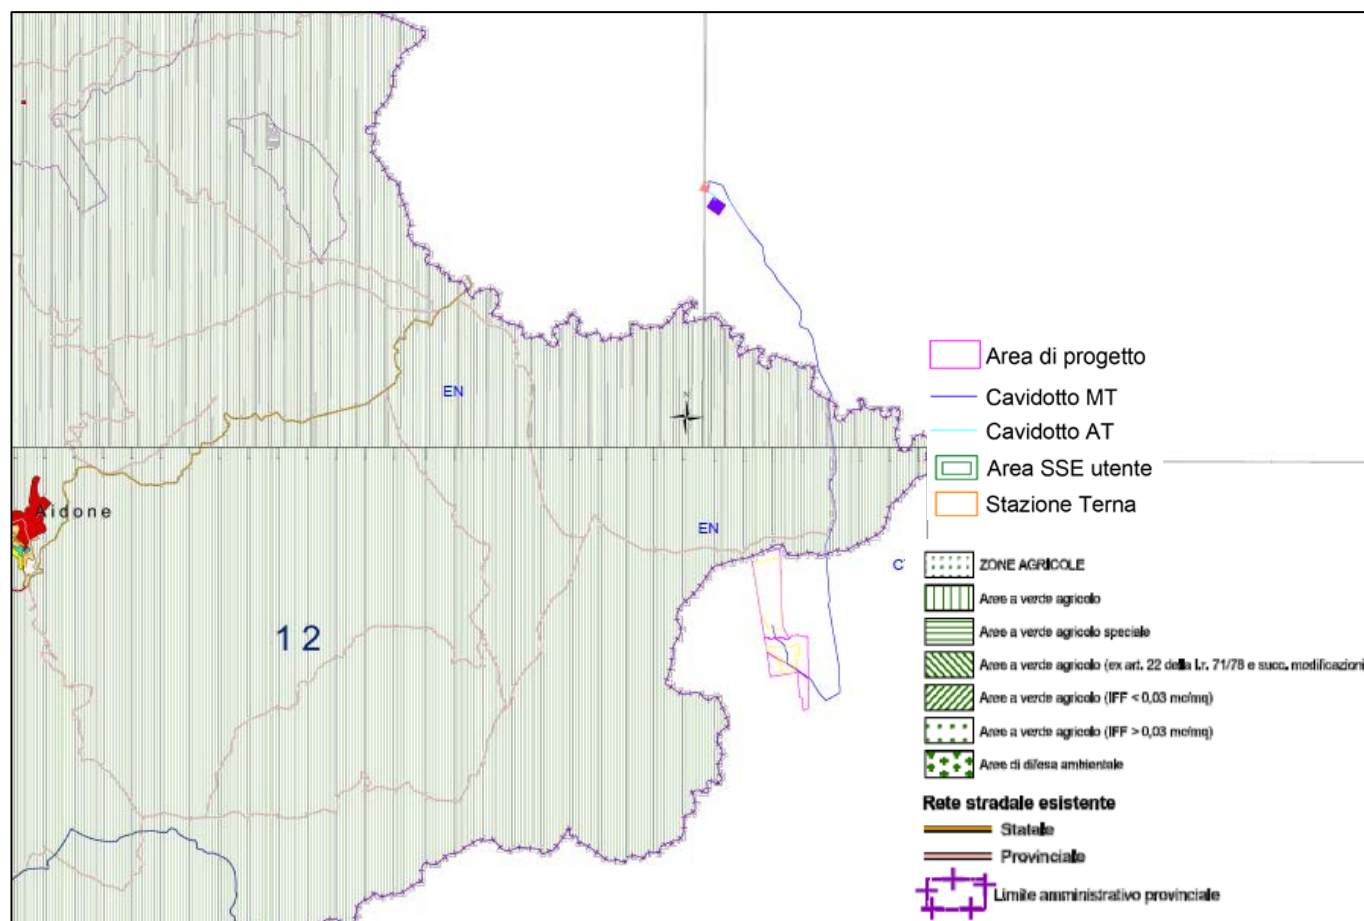 Area di progetto
EN
Cavidotto MT
Cavidotto AT
Area SSE utente
Aidone
Stazione Terna
EN
C'
ZONE AGRICOLE
Aree a verde agricolo
12
Aree a verde agricolo speciale
Aree a verde agricolo (ex art. 22 della l.r. 71/78 e succ. modificazioni
Aree a verde agricolo (IFF < 0,03 mc/mq)
Aree a verde agricolo (IFF > 0,03 mc/mq)
Aree di difesa ambientale
Rete stradale esistente
Statale
Provinciale
Limite amministrativo provinciale